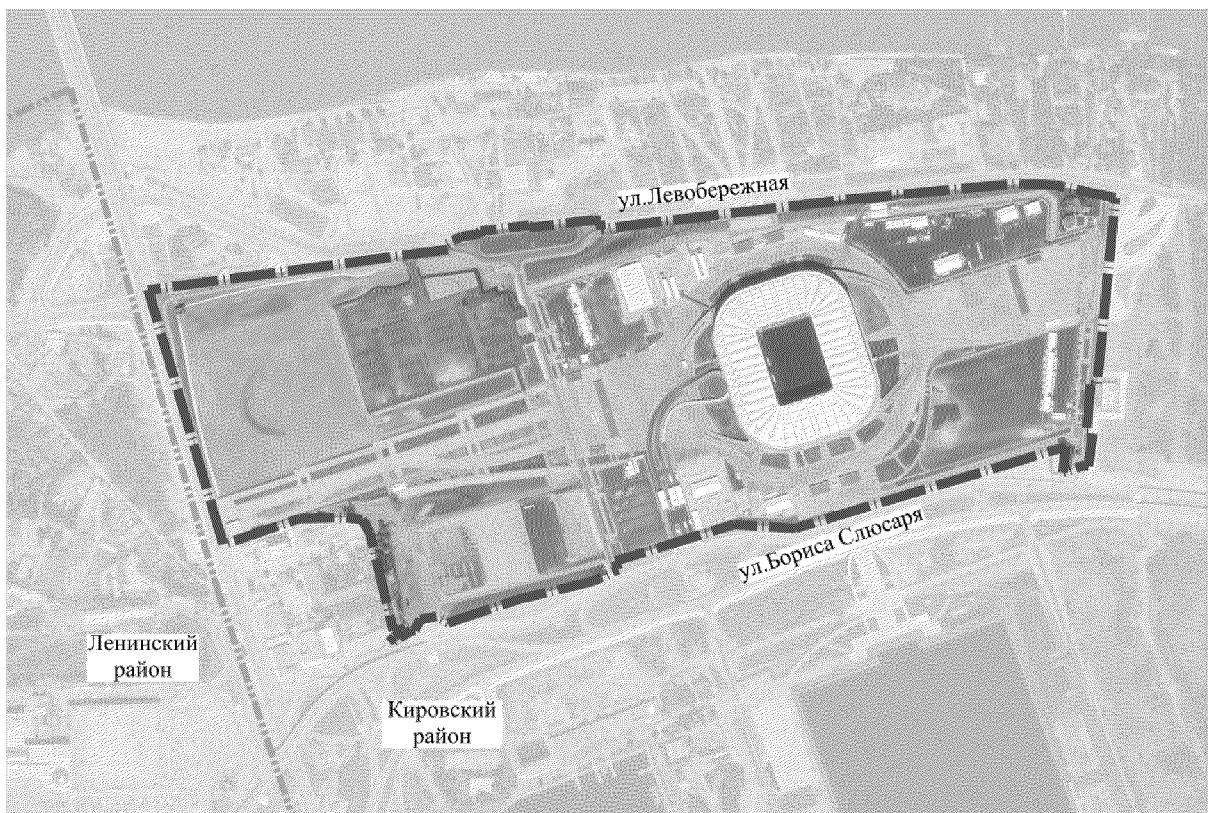 ул.Левобережная
ул.Бориса Слюсаря
Ленинский
район
Кировский
район